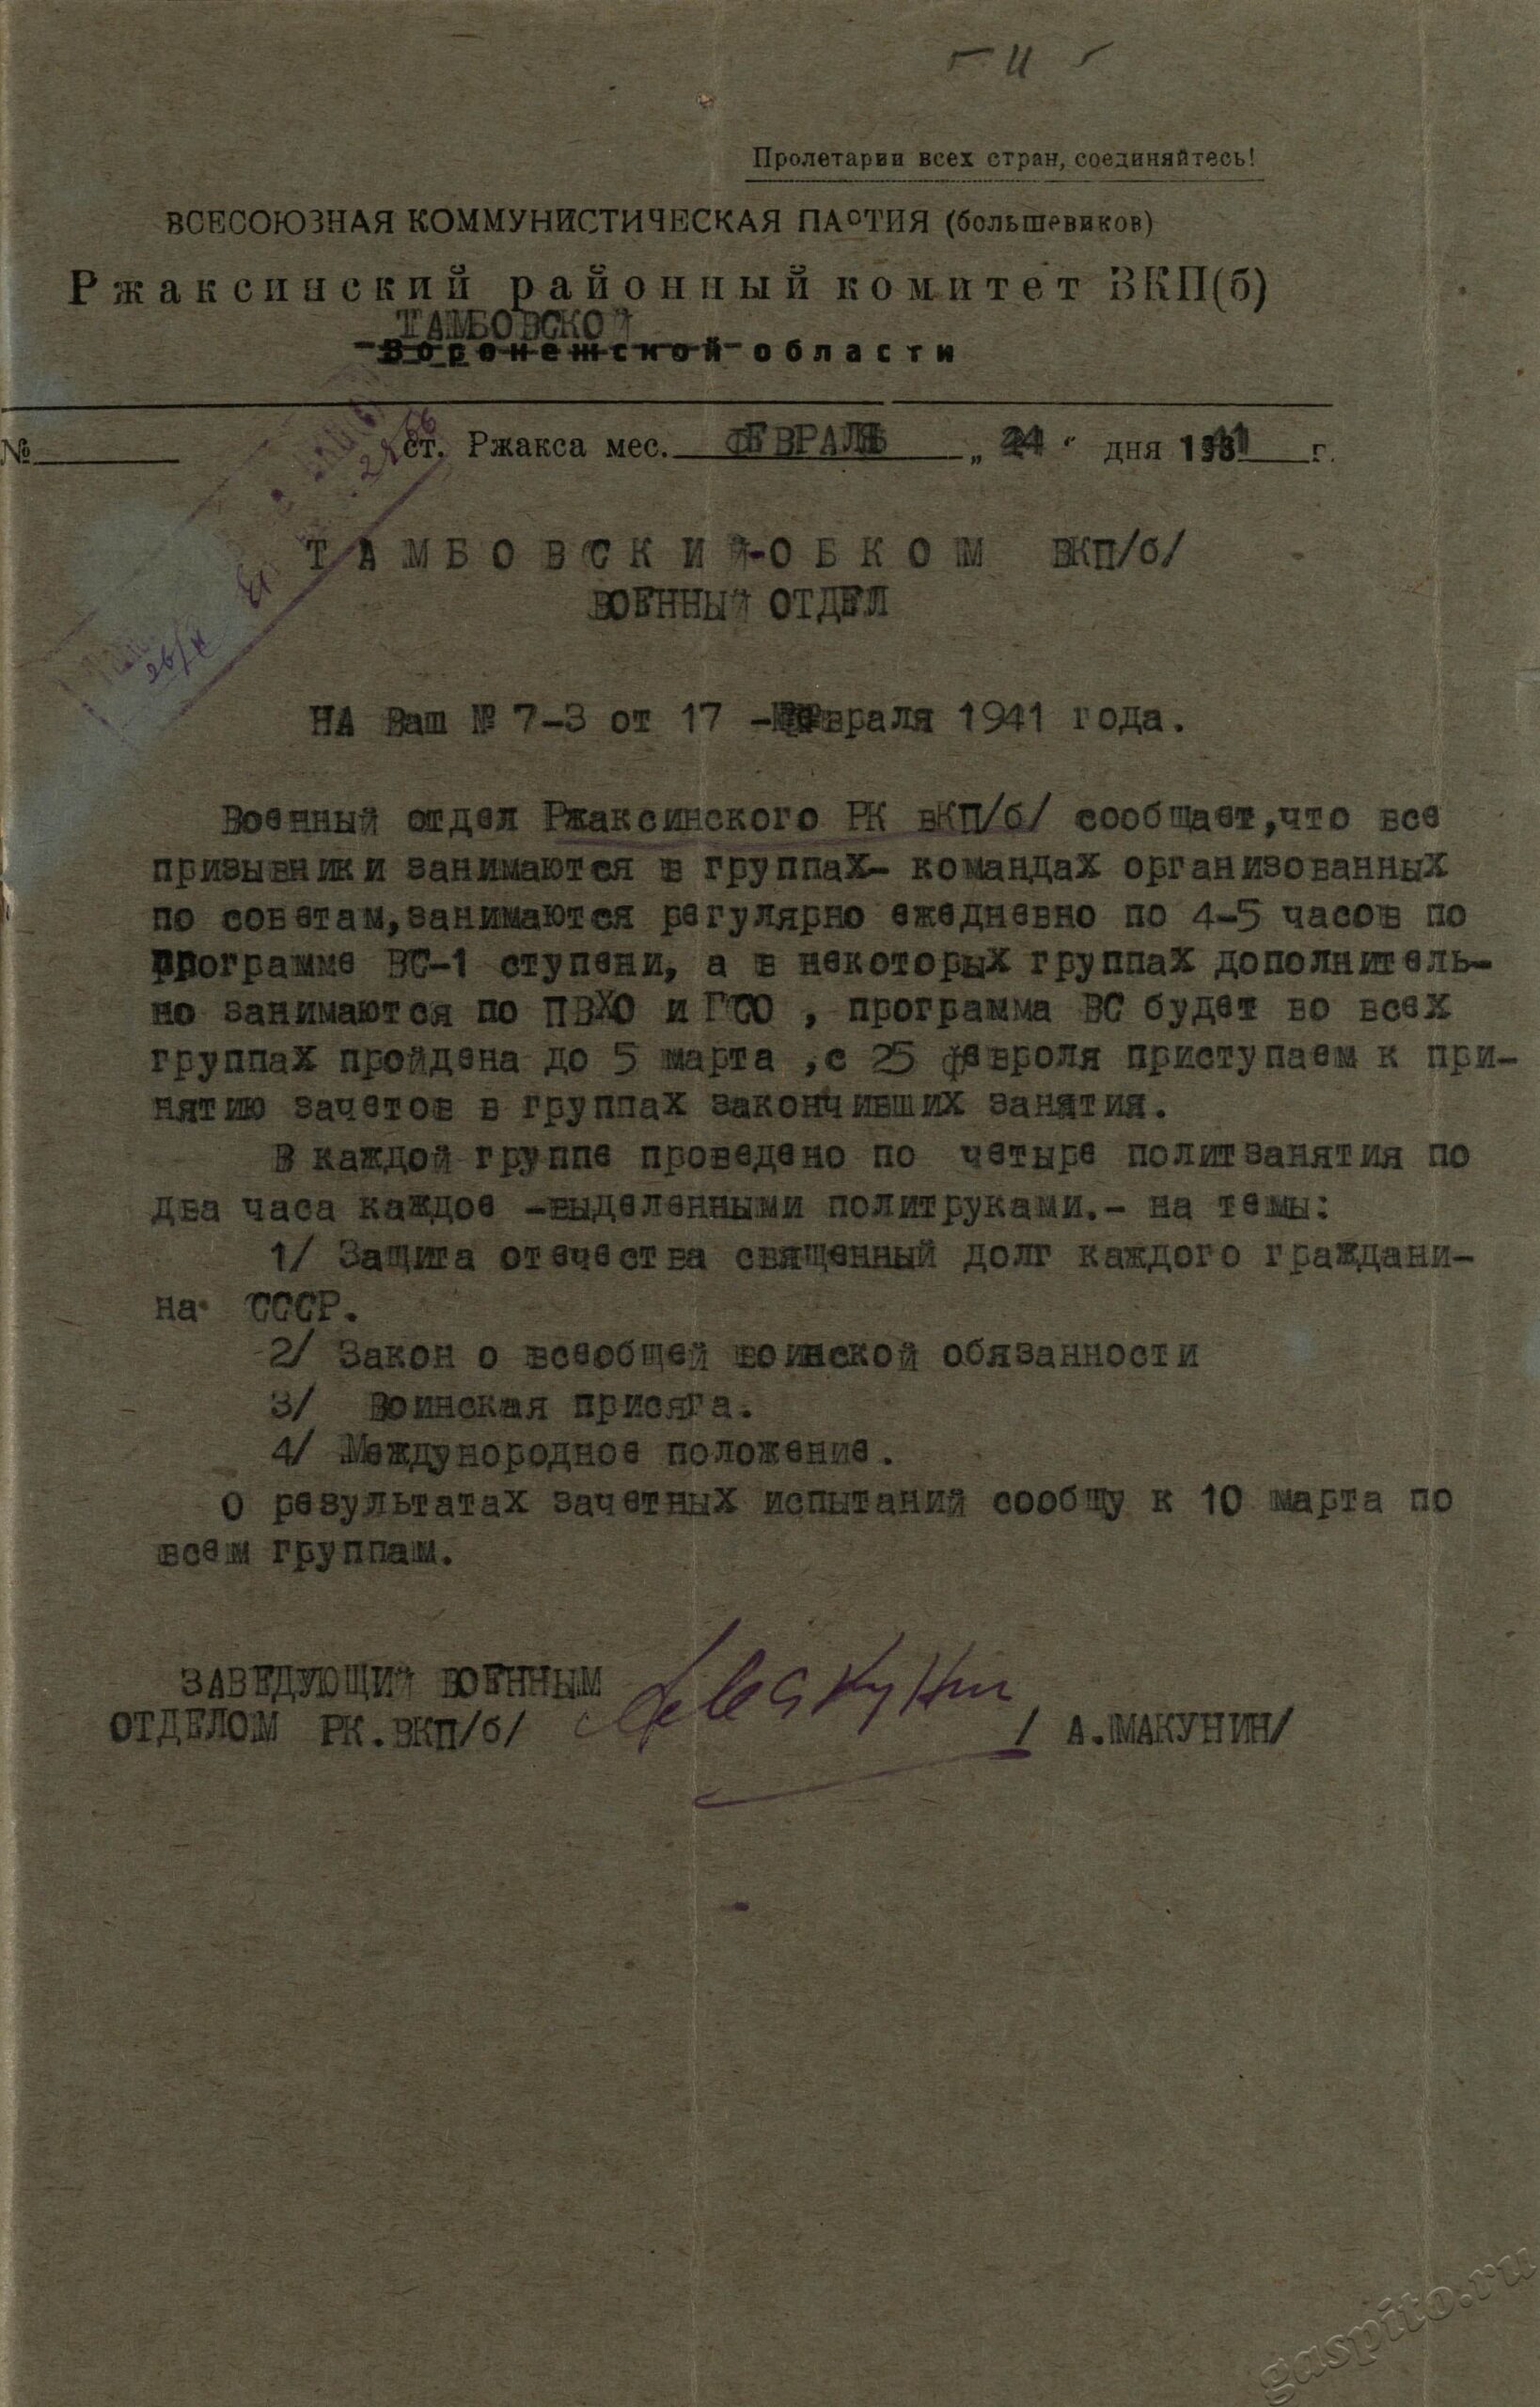 11
Пролетарии всех стран, соединяйтесь!
ВСЕСОЮЗНАЯ КОММУНИСТИЧЕСКАЯ ПАРТИЯ (большевиков)
Ржаксинский районный комитет ВКП(б)
ТАМБОВСКОЙ
Воронежской области
№ ст. Ржакса мес. ФЕВРАЛЬ „24“ дня 1941 г.
ТАМБОВСКИЙ-ОБКОМ ВКП/б/
ВОЕННЫЙ ОТДЕЛ
26/II
НА Ваш № 7-3 от 17 -февраля 1941 года.
Военный отдел Ржаксинского РК вКП/б/ сообщает,что все
призывники занимаются в группах- командах организованных
по советам,занимаются регулярно ежедневно по 4-5 часов по
программе ВС-1 ступени, а в некоторых группах дополнитель-
но занимаются по ПВХО и ГСО , программа ВС будет во всех
группах пройдена до 5 марта ,с 25 февроля приступаем к при-
нятию зачетов в группах закончивших занятия.
В каждой группе проведено по четыре политзанятия по
два часа каждое -выделенными политруками.- на темы:
1/ Защита отечества священный долг каждого граждани-
на СССР.
2/ Закон о всеобщей воинской обязанности
3/ Воинская присяга.
4/ Междунородное положение.
О результатах зачетных испытаний сообщу к 10 марта по
всем группам.
ЗАВЕДУЮЩИЙ ВОЕННЫМ
ОТДЕЛОМ РК.ВКП/б/ / А.МАКУНИН/
gaspito.ru